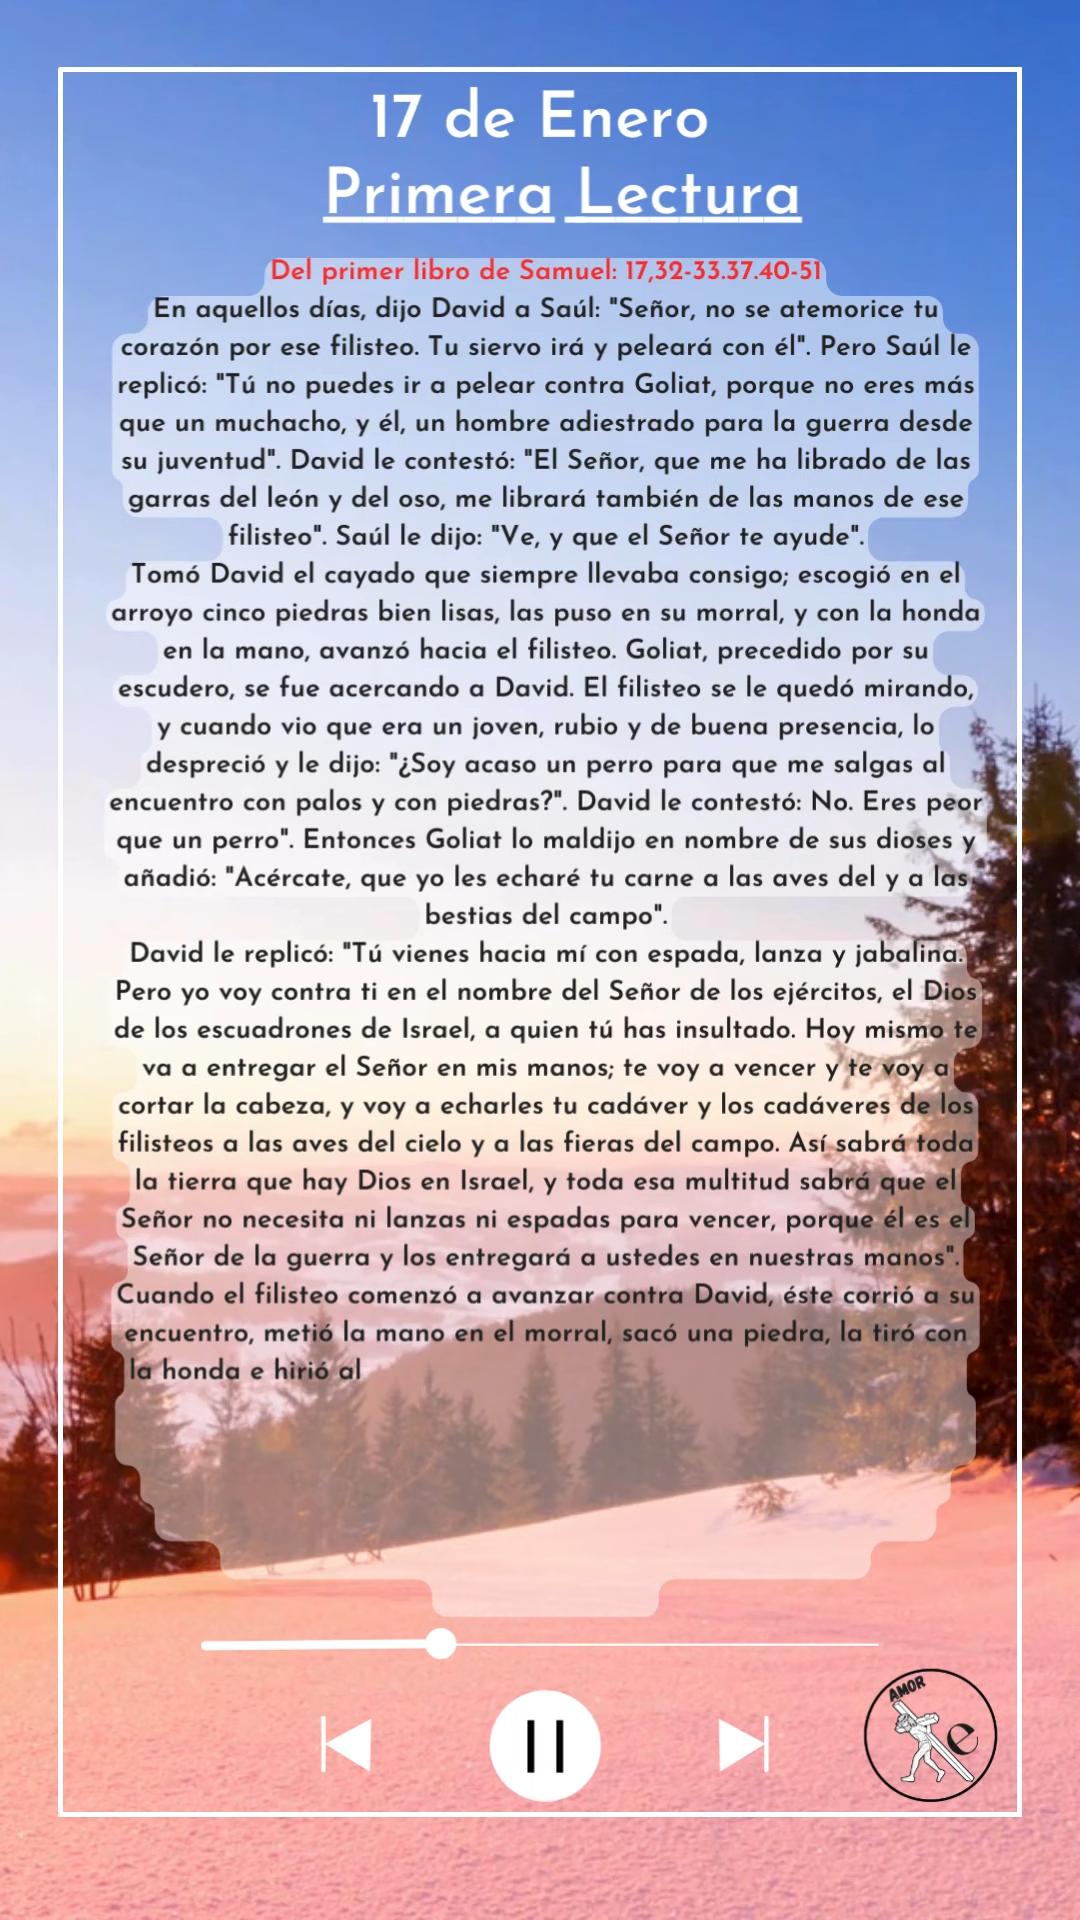 17 de Enero
Primera Lectura
Del primer libro de Samuel: 17,32-33.37.40-51
En aquellos días, dijo David a Saúl: "Señor, no se atemorice tu
corazón por ese filisteo. Tu siervo irá y peleará con él". Pero Saúl le
replicó: "Tú no puedes ir a pelear contra Goliat, porque no eres más
que un muchacho, y él, un hombre adiestrado para la guerra desde
su juventud". David le contestó: "El Señor, que me ha librado de las
garras del león y del oso, me librará también de las manos de ese
filisteo". Saúl le dijo: "Ve, y que el Señor te ayude".
Tomó David el cayado que siempre llevaba consigo; escogió en el
arroyo cinco piedras bien lisas, las puso en su morral, y con la honda
en la mano, avanzó hacia el filisteo. Goliat, precedido por su
escudero, se fue acercando a David. El filisteo se le quedó mirando,
y cuando vio que era un joven, rubio y de buena presencia, lo
despreció y le dijo: "¿Soy acaso un perro para que me salgas al
encuentro con palos y con piedras?". David le contestó: No. Eres peor
que un perro". Entonces Goliat lo maldijo en nombre de sus dioses y
añadió: "Acércate, que yo les echaré tu carne a las aves del y a las
bestias del campo".
David le replicó: "Tú vienes hacia mí con espada, lanza y jabalina.
Pero yo voy contra ti en el nombre del Señor de los ejércitos, el Dios
de los escuadrones de Israel, a quien tú has insultado. Hoy mismo te
va a entregar el Señor en mis manos; te voy a vencer y te voy a
cortar la cabeza, y voy a echarles tu cadáver y los cadáveres de los
filisteos a las aves del cielo y a las fieras del campo. Así sabrá toda
la tierra que hay Dios en Israel, y toda esa multitud sabrá que el
Señor no necesita ni lanzas ni espadas para vencer, porque él es el
Señor de la guerra y los entregará a ustedes en nuestras manos".
Cuando el filisteo comenzó a avanzar contra David, éste corrió a su
encuentro, metió la mano en el morral, sacó una piedra, la tiró con
la honda e hirió al
AMOR
e